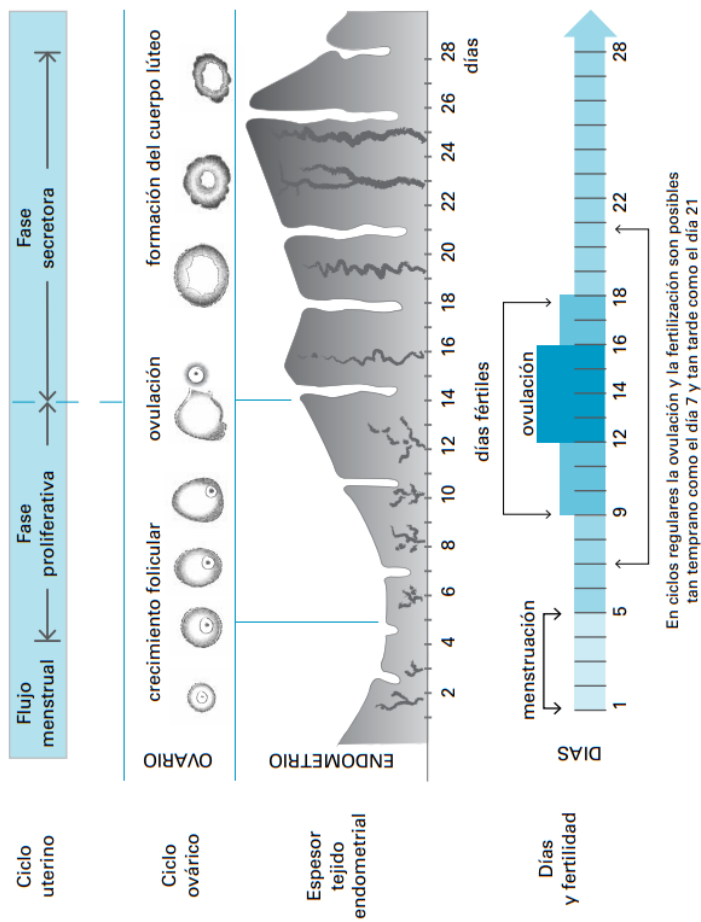 Ciclo
uterino
Flujo
menstrual
Fase
proliferativa
Fase
secretora
Ciclo
ovárico
OVARIO
crecimiento folicular
ovulación
formación del cuerpo lúteo
Espesor
tejido
endometrial
ENDOMETRIO
2 4 6 8 10 12 14 16 18 20 22 24 26 28
días
Días
y fertilidad
DIAS
menstruación
días fértiles
ovulación
1 5 9 12 14 16 18 22 28
En ciclos regulares la ovulación y la fertilización son posibles
tan temprano como el día 7 y tan tarde como el día 21